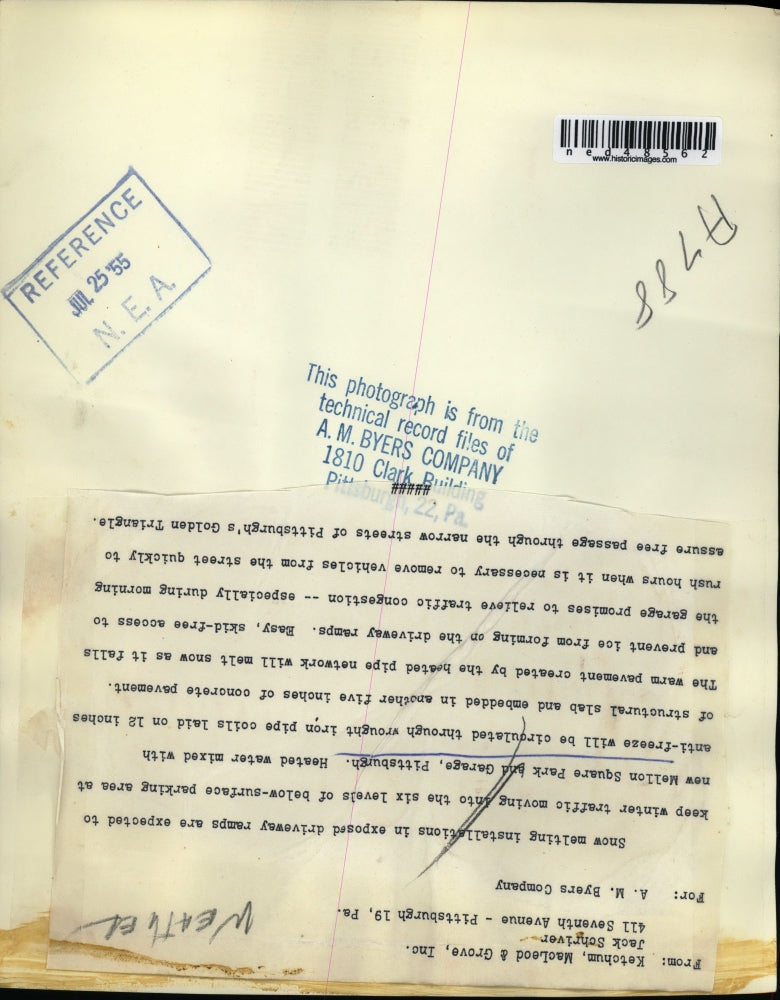 ned48562
www.historicimages.com
A788
REFERENCE
JUL 25 '55
N. E. A.
This photograph is from the
technical record files of
A. M. BYERS COMPANY
1810 Clark Building
Pittsburgh, 22, Pa.
From: Ketchum, MacLeod & Grove, Inc.
Jack Schriver
411 Seventh Avenue - Pittsburgh 19, Pa.
WEATHER
For: A. M. Byers Company
Snow melting installations in exposed driveway ramps are expected to
keep winter traffic moving into the six levels of below-surface parking area at
new Mellon Square Park and Garage, Pittsburgh. Heated water mixed with
anti-freeze will be circulated through wrought iron pipe coils laid on 12 inches
of structural slab and embedded in another five inches of concrete pavement.
The warm pavement created by the heated pipe network will melt snow as it falls
and prevent ice from forming on the driveway ramps. Easy, skid-free access to
the garage promises to relieve traffic congestion -- especially during morning
rush hours when it is necessary to remove vehicles from the street quickly to
assure free passage through the narrow streets of Pittsburgh's Golden Triangle.
#####